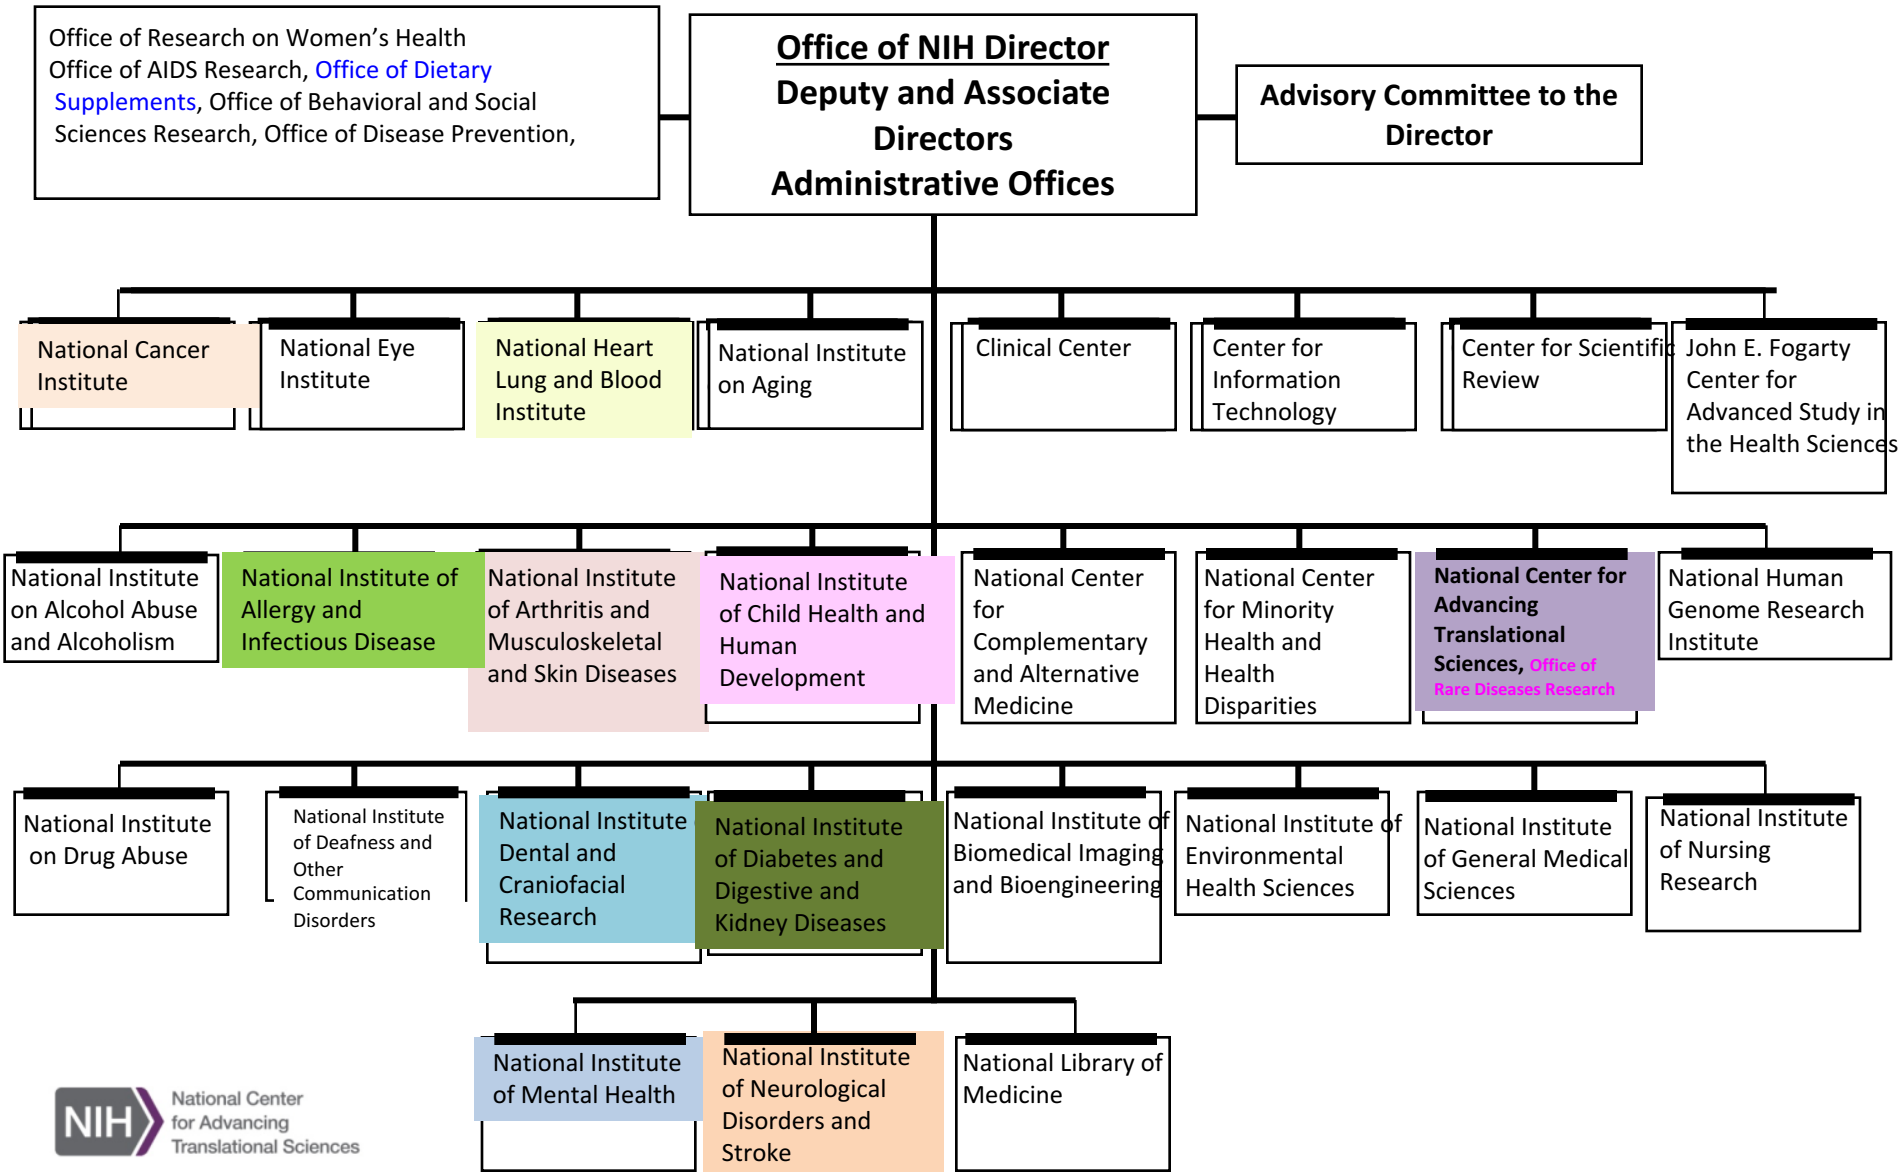 Office of Research on Women's Health
Office of AIDS Research, Office of Dietary
Supplements, Office of Behavioral and Social
Sciences Research, Office of Disease Prevention,
Office of NIH Director
Deputy and Associate
Directors
Administrative Offices
Advisory Committee to the
Director
National Cancer
Institute
National Eye
Institute
National Heart
Lung and Blood
Institute
National Institute
on Aging
Clinical Center
Center for
Information
Technology
Center for Scientific
Review
John E. Fogarty
Center for
Advanced Study in
the Health Sciences
National Institute
on Alcohol Abuse
and Alcoholism
National Institute of
Allergy and
Infectious Disease
National Institute
of Arthritis and
Musculoskeletal
and Skin Diseases
National Institute
of Child Health and
Human
Development
National Center
for
Complementary
and Alternative
Medicine
National Center
for Minority
Health and
Health
Disparities
National Center for
Advancing
Translational
Sciences, Office of
Rare Diseases Research
National Human
Genome Research
Institute
National Institute
on Drug Abuse
National Institute
of Deafness and
Other
Communication
Disorders
National Institute
Dental and
Craniofacial
Research
National Institute
of Diabetes and
Digestive and
Kidney Diseases
National Institute of
Biomedical Imaging
and Bioengineering
National Institute of
Environmental
Health Sciences
National Institute
of General Medical
Sciences
National Institute
of Nursing
Research
National Institute
of Mental Health
National Institute
of Neurological
Disorders and
Stroke
National Library of
Medicine
NIH
National Center
for Advancing
Translational Sciences